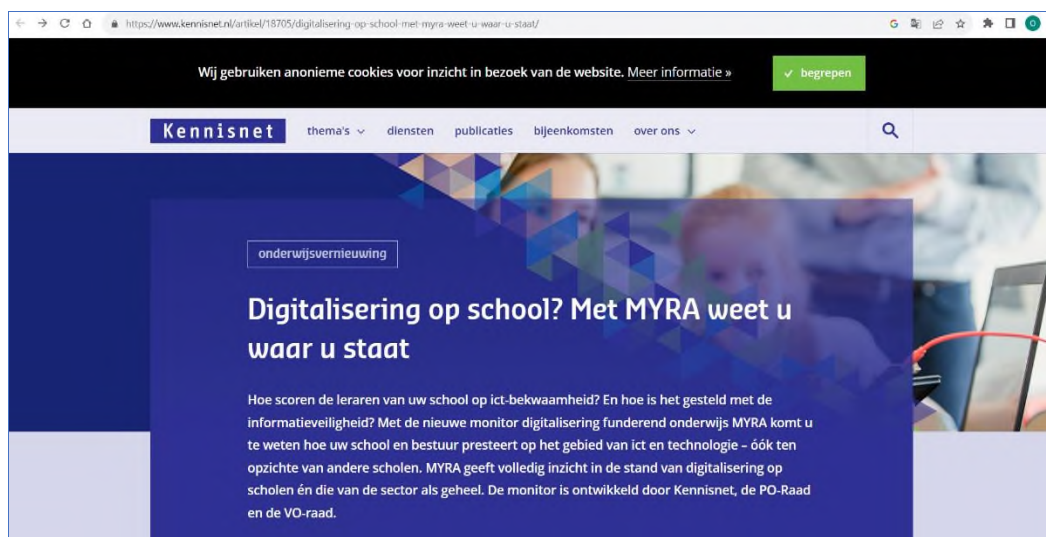 https://www.kennisnet.nl/artikel/18705/digitalisering-op-school-met-myra-weet-u-waar-u-staat/
Wij gebruiken anonieme cookies voor inzicht in bezoek van de website. Meer informatie »
begrepen
Kennisnet thema's diensten publicaties bijeenkomsten over ons
onderwijsvernieuwing
Digitalisering op school? Met MYRA weet u
waar u staat
Hoe scoren de leraren van uw school op ict-bekwaamheid? En hoe is het gesteld met de
informatieveiligheid? Met de nieuwe monitor digitalisering funderend onderwijs MYRA komt u
te weten hoe uw school en bestuur presteert op het gebied van ict en technologie – óók ten
opzichte van andere scholen. MYRA geeft volledig inzicht in de stand van digitalisering op
scholen én die van de sector als geheel. De monitor is ontwikkeld door Kennisnet, de PO-Raad
en de VO-raad.